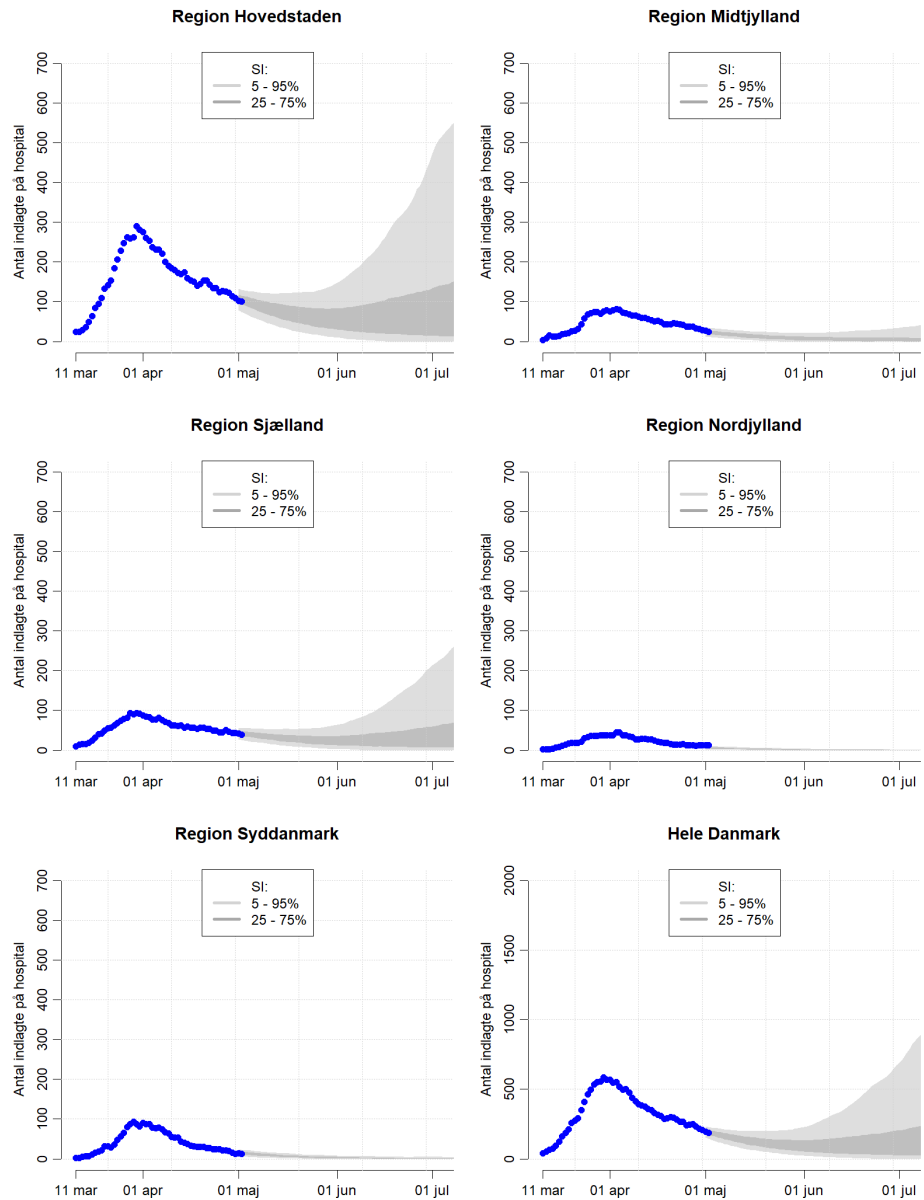 Region Hovedstaden
SI:
5 - 95%
25 - 75%
Antal indlagte på hospital
700
600
500
400
300
200
100
0
11 mar 01 apr 01 maj 01 jun 01 jul
Region Midtjylland
SI:
5 - 95%
25 - 75%
Antal indlagte på hospital
700
600
500
400
300
200
100
0
11 mar 01 apr 01 maj 01 jun 01 jul
Region Sjælland
SI:
5 - 95%
25 - 75%
Antal indlagte på hospital
700
600
500
400
300
200
100
0
11 mar 01 apr 01 maj 01 jun 01 jul
Region Nordjylland
SI:
5 - 95%
25 - 75%
Antal indlagte på hospital
700
600
500
400
300
200
100
0
11 mar 01 apr 01 maj 01 jun 01 jul
Region Syddanmark
SI:
5 - 95%
25 - 75%
Antal indlagte på hospital
700
600
500
400
300
200
100
0
11 mar 01 apr 01 maj 01 jun 01 jul
Hele Danmark
SI:
5 - 95%
25 - 75%
Antal indlagte på hospital
2000
1500
1000
500
0
11 mar 01 apr 01 maj 01 jun 01 jul